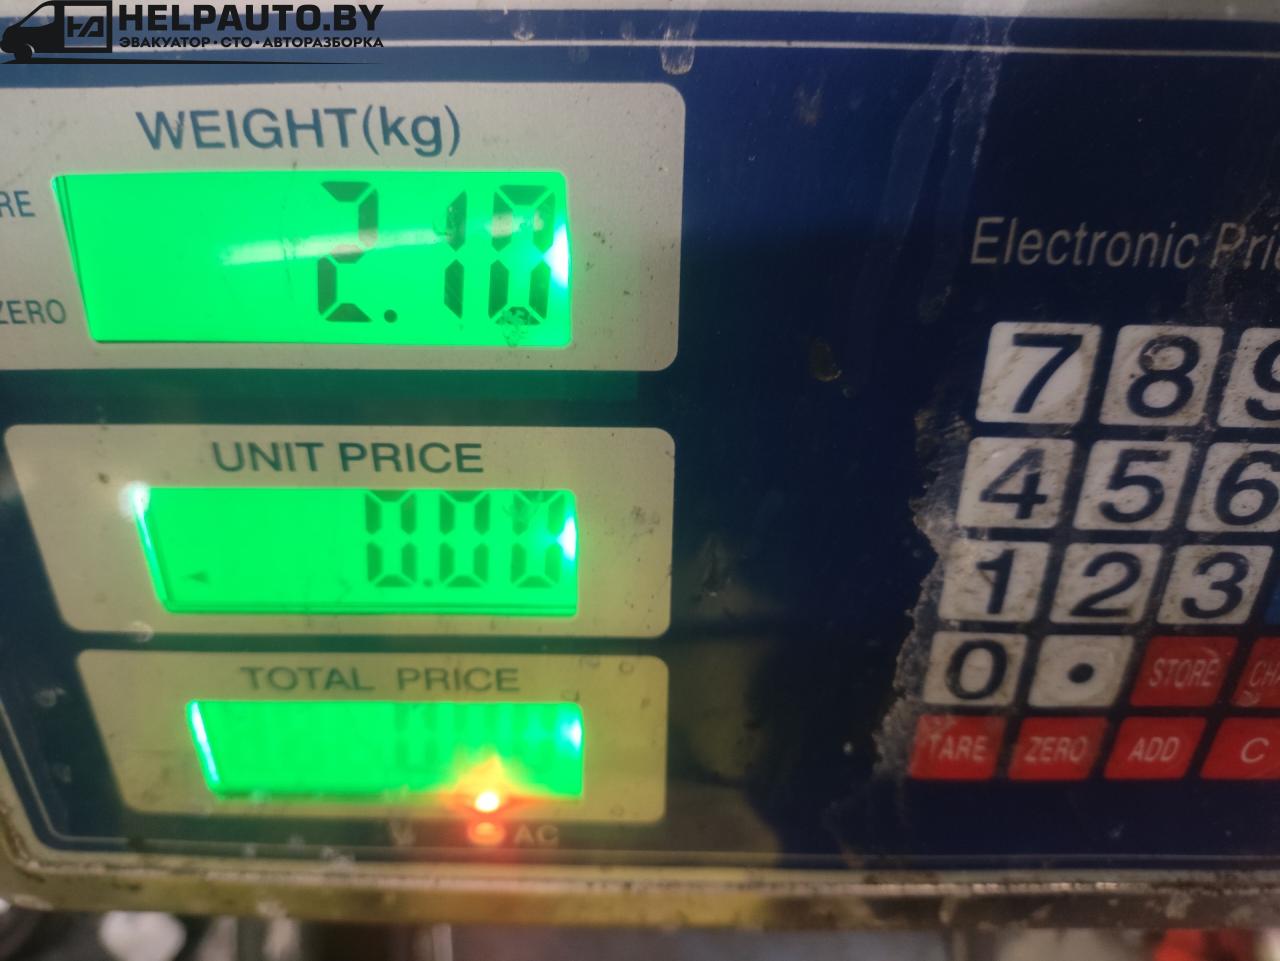 HELPAUTO.BY
ЭВАКУАТОР·СТО·АВТОРАЗБОРКА
WEIGHT(kg)
RE
2.10
ZERO
Electronic Pri
UNIT PRICE
0.00
TOTAL PRICE
AC
7 8 9
4 5 6
1 2 3
0 . STORE CHA
TARE ZERO ADD C